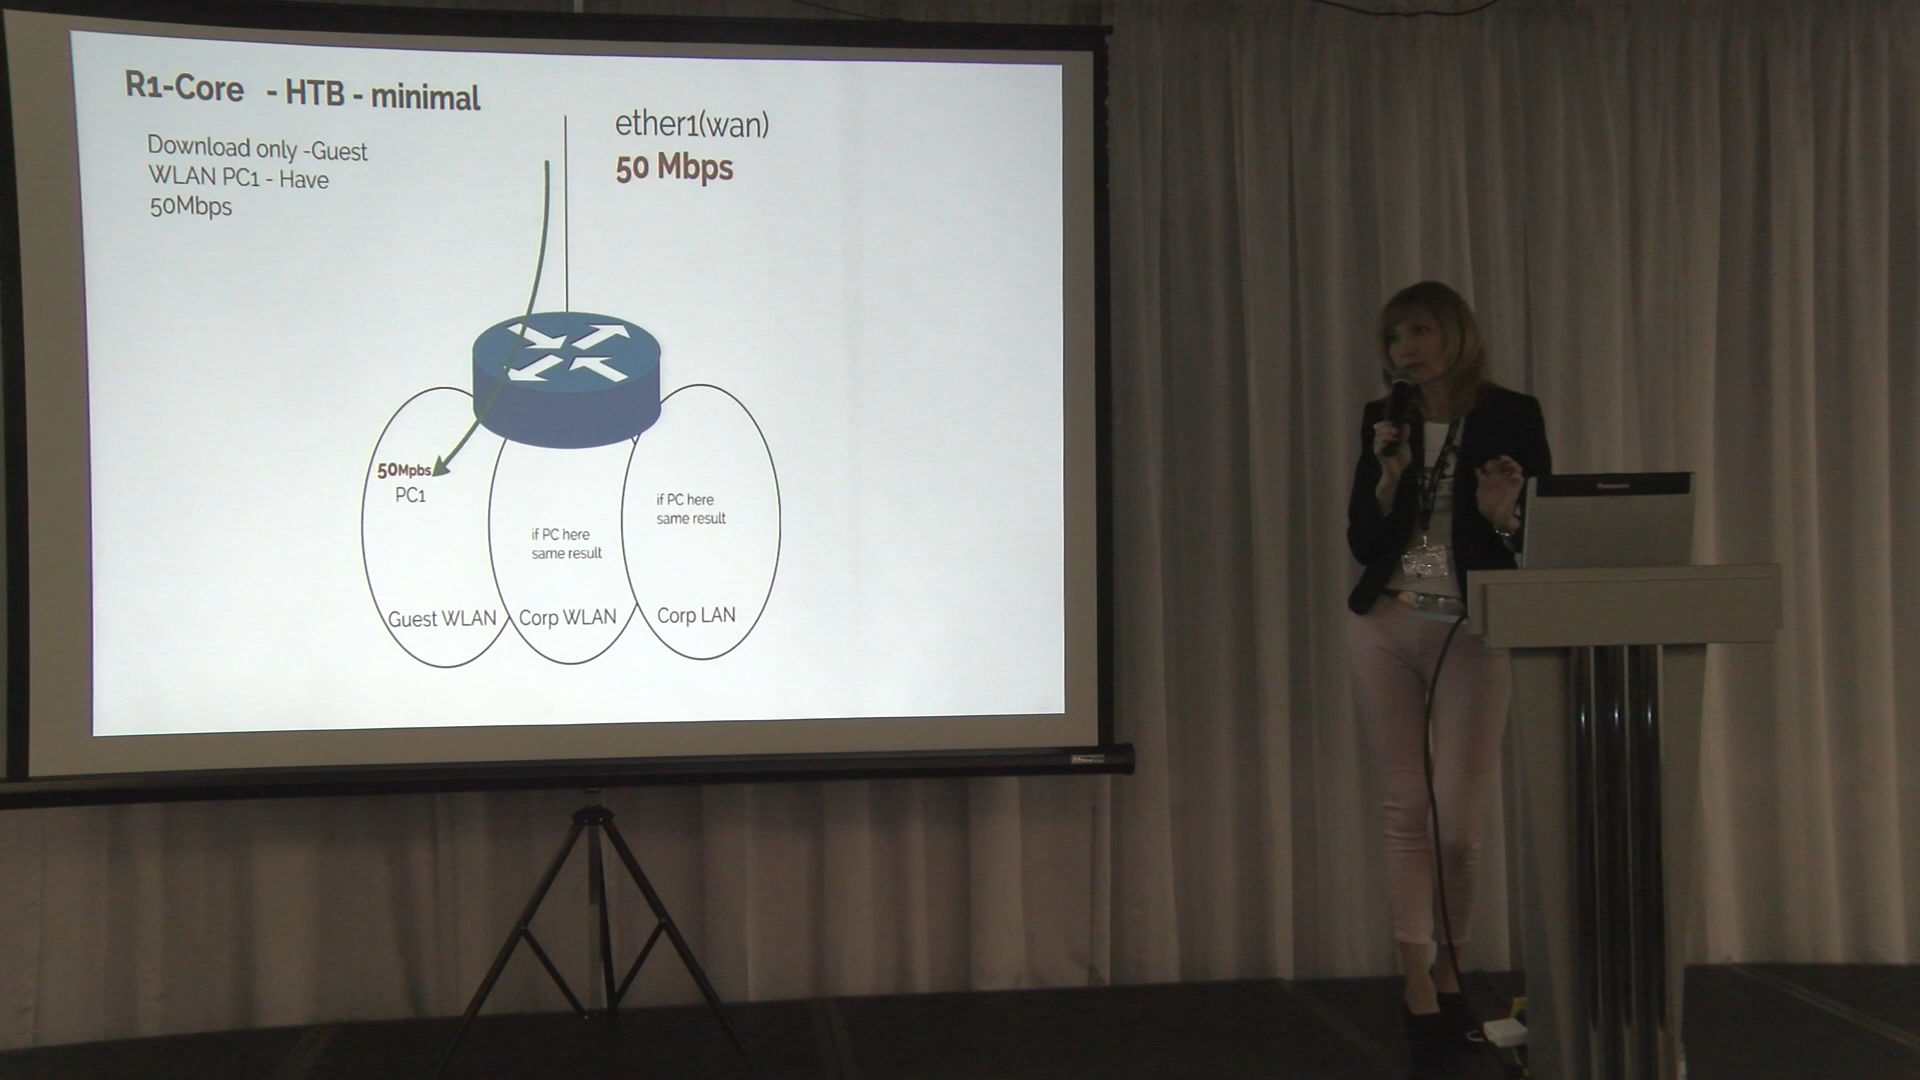 R1-Core - HTB - minimal
Download only -Guest
WLAN PC1 - Have
50Mbps
ether1(wan)
50 Mbps
50Mpbs
PC1
if PC here
same result
if PC here
same result
Guest WLAN
Corp WLAN
Corp LAN
Panasonic